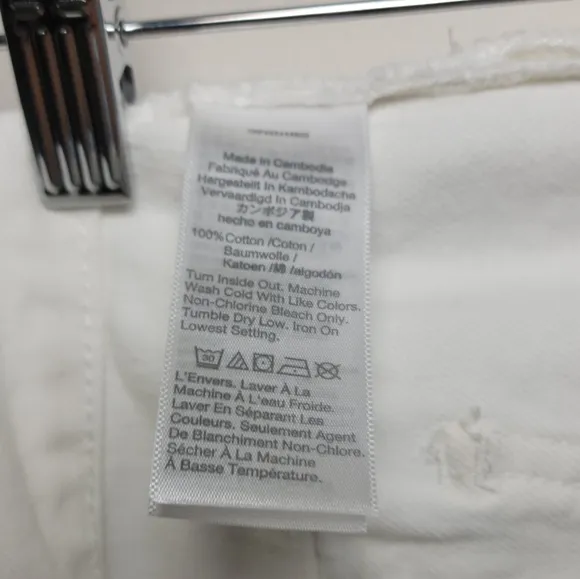 Made In Cambodia
Fabriqué Au Cambodge
Hargestellt In Kambodscha
Vervaardigd In Cambodja
カンボジア製
hecho en camboya
100%Cotton /Coton /
Baumwolle /
Katoen /綿 /algodón
Turn Inside Out. Machine
Wash Cold With Like Colors.
Non-Chlorine Bleach Only.
Tumble Dry Low. Iron On
Lowest Setting.
30
L'Envers. Laver À La
Machine À L'eau Froide.
Laver En Séparant Les
Couleurs. Seulement Agent
De Blanchiment Non-Chlore.
Sécher À La Machine
À Basse Température.